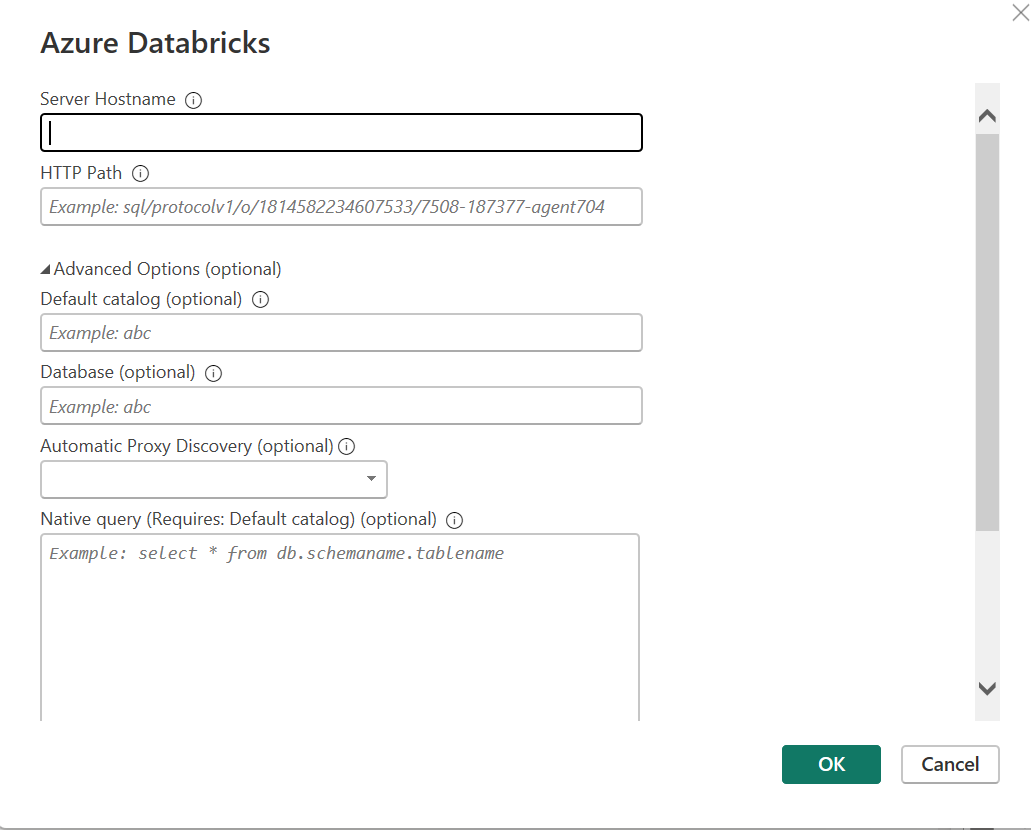 Azure Databricks
Server Hostname
HTTP Path
Example: sql/protocolv1/o/1814582234607533/7508-187377-agent704
Advanced Options (optional)
Default catalog (optional)
Example: abc
Database (optional)
Example: abc
Automatic Proxy Discovery (optional)
Native query (Requires: Default catalog) (optional)
Example: select * from db.schemaname.tablename
OK Cancel